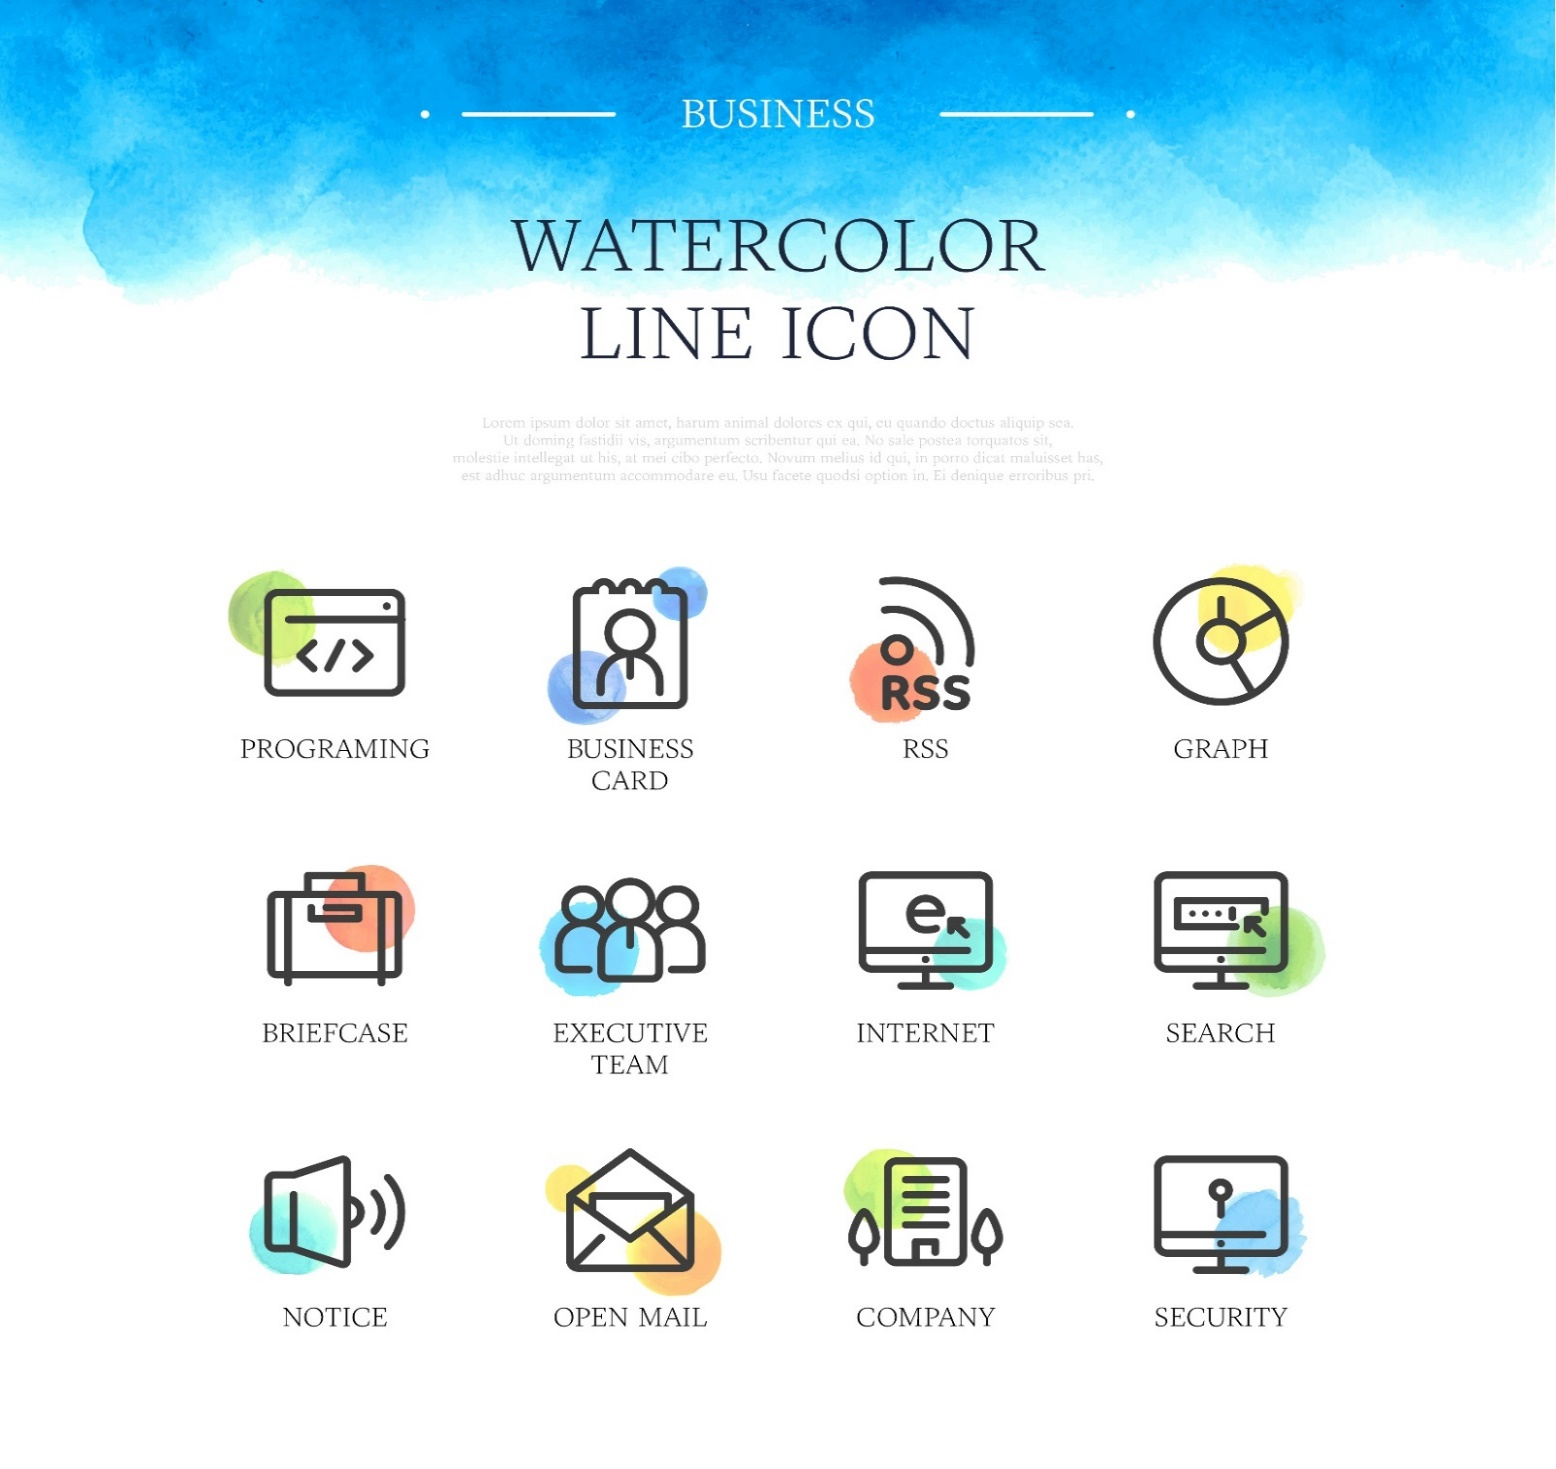 BUSINESS
WATERCOLOR
LINE ICON
Lorem ipsum dolor sit amet, harum animal dolores ex qui, eu quando doctus aliquip sea.
Ut doming fastidii vis, argumentum scribentur qui ea. No sale postea torquatos sit,
molestie intellegat ut his, at mei cibo perfecto. Novum melius id qui, in porro dicat maluisset has,
est adhuc argumentum accommodare eu. Usu facete quodsi option in. Ei denique erroribus pri.
</>
RSS
PROGRAMING
BUSINESS
CARD
RSS
GRAPH
e
BRIEFCASE
EXECUTIVE
TEAM
INTERNET
SEARCH
NOTICE
OPEN MAIL
COMPANY
SECURITY